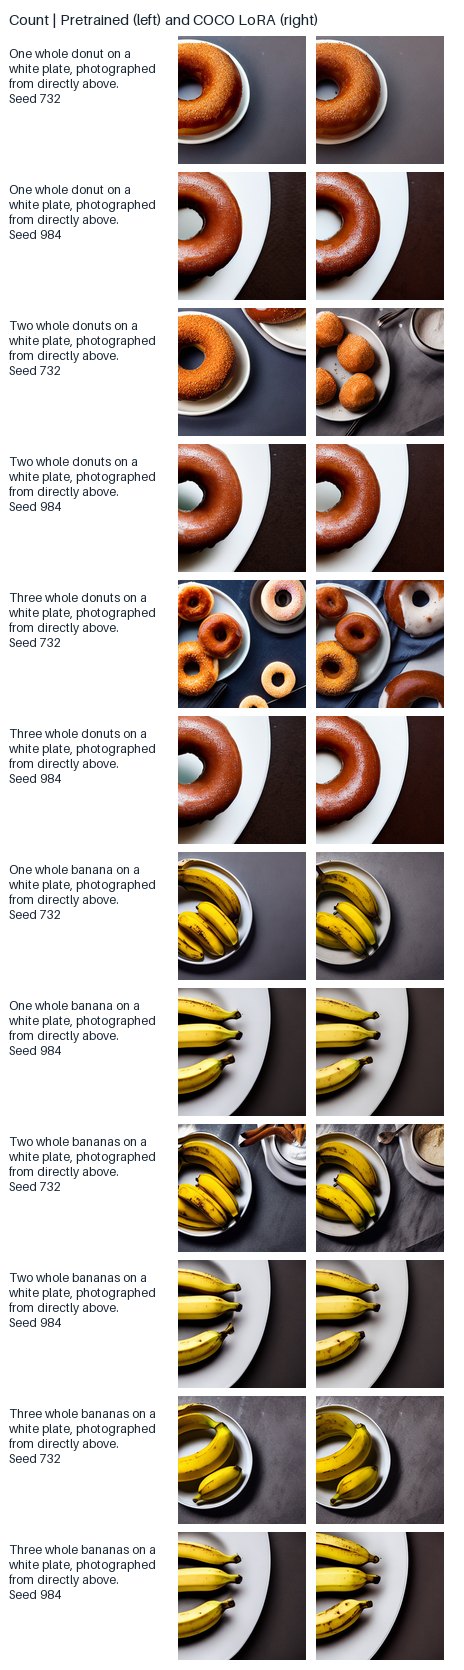 Count | Pretrained (left) and COCO LoRA (right)
One whole donut on a
white plate, photographed
from directly above.
Seed 732
One whole donut on a
white plate, photographed
from directly above.
Seed 984
Two whole donuts on a
white plate, photographed
from directly above.
Seed 732
Two whole donuts on a
white plate, photographed
from directly above.
Seed 984
Three whole donuts on a
white plate, photographed
from directly above.
Seed 732
Three whole donuts on a
white plate, photographed
from directly above.
Seed 984
One whole banana on a
white plate, photographed
from directly above.
Seed 732
One whole banana on a
white plate, photographed
from directly above.
Seed 984
Two whole bananas on a
white plate, photographed
from directly above.
Seed 732
Two whole bananas on a
white plate, photographed
from directly above.
Seed 984
Three whole bananas on a
white plate, photographed
from directly above.
Seed 732
Three whole bananas on a
white plate, photographed
from directly above.
Seed 984